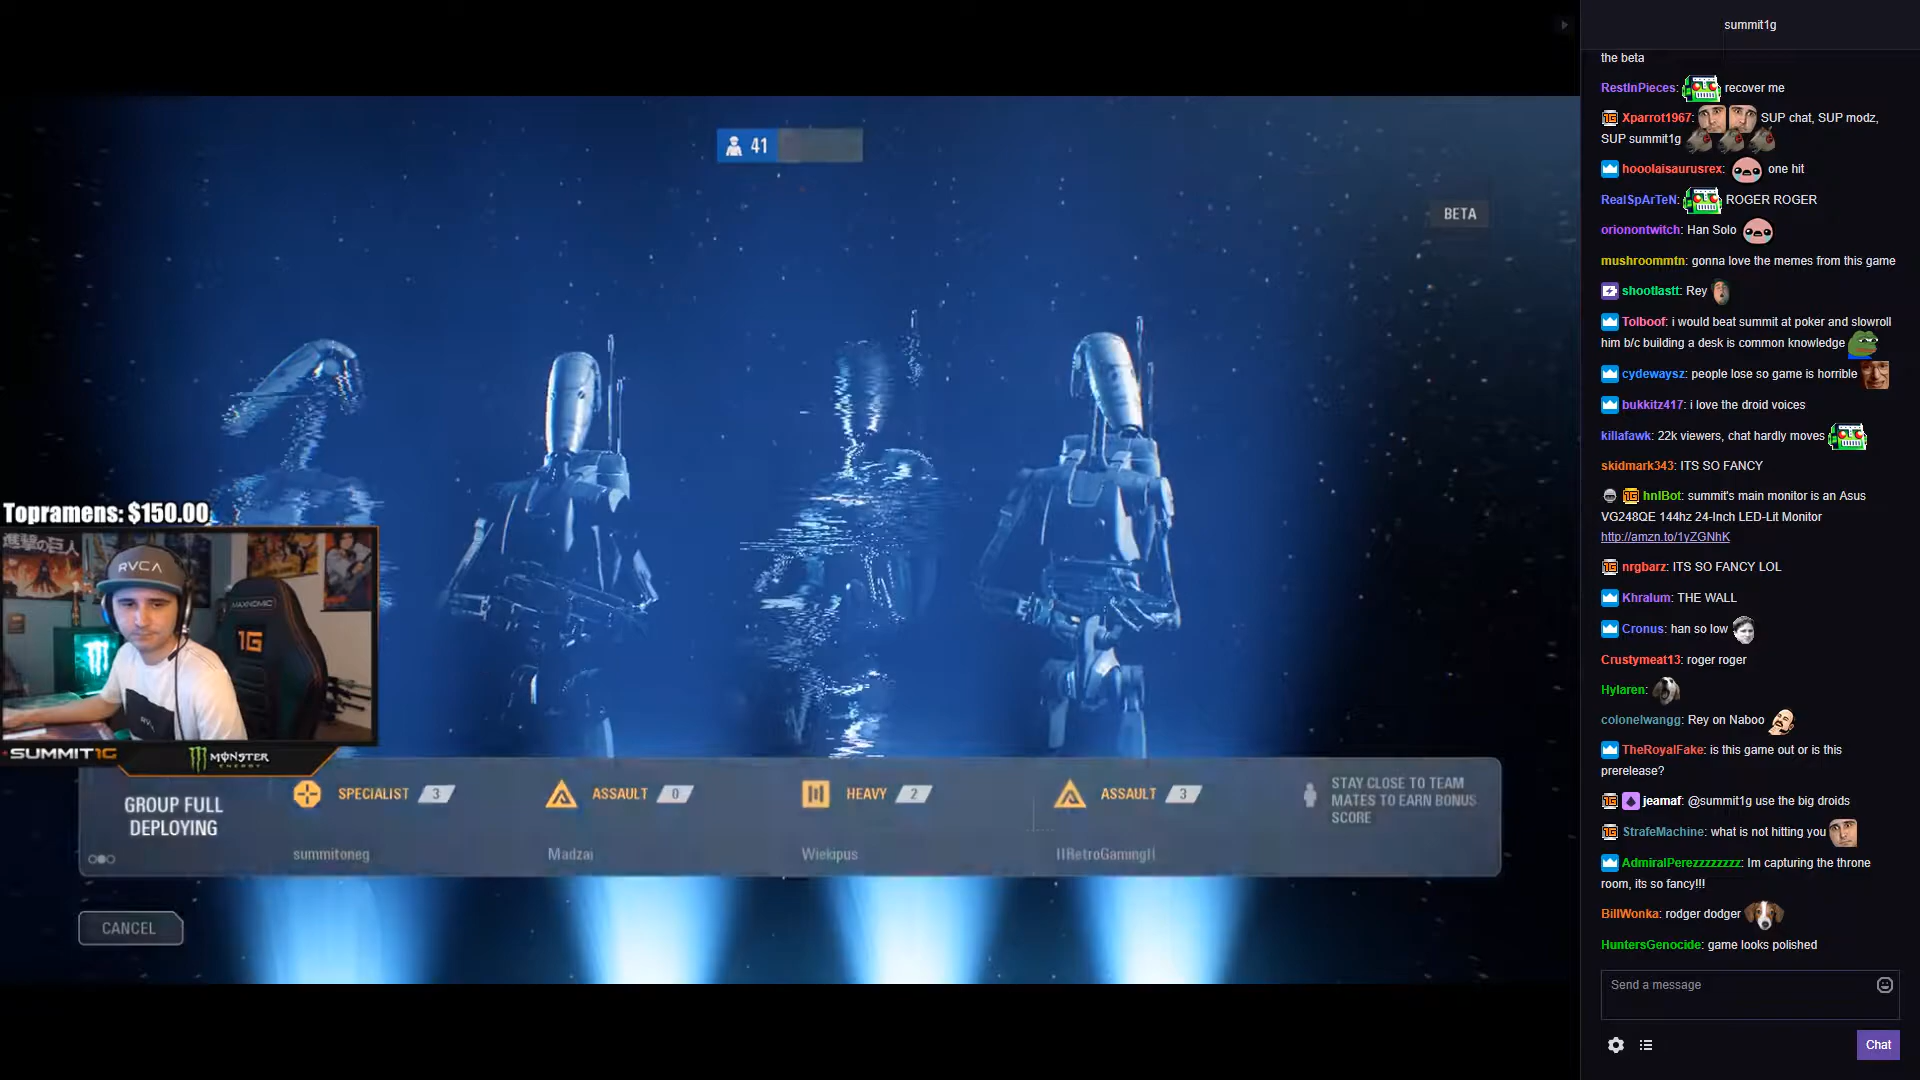 summit1g
the beta
RestInPieces: recover me
Xparrot1967: SUP chat, SUP modz,
SUP summit1g
hooolaisaurusrex: one hit
RealSpArTeN: ROGER ROGER
orionontwitch: Han Solo
mushroommtn: gonna love the memes from this game
shootlastt: Rey
Tolboof: i would beat summit at poker and slowroll
him b/c building a desk is common knowledge
cydewaysz: people lose so game is horrible
bukkitz417: i love the droid voices
killafawk: 22k viewers, chat hardly moves
skidmark343: ITS SO FANCY
hnlBot: summit's main monitor is an Asus
VG248QE 144hz 24-Inch LED-Lit Monitor
http://amzn.to/1yZGNhK
nrgbarz: ITS SO FANCY LOL
Khralum: THE WALL
Cronus: han so low
Crustymeat13: roger roger
Hylaren:
colonelwangg: Rey on Naboo
TheRoyalFake: is this game out or is this
prerelease?
jeamaf: @summit1g use the big droids
StrafeMachine: what is not hitting you
AdmiralPerezzzzzzzz: Im capturing the throne
room, its so fancy!!!
BillWonka: rodger dodger
HuntersGenocide: game looks polished
Send a message
Chat
41
BETA
Topramens: $150.00
進撃の巨人
RVCA
MAXNOMIC
1G
SUMMIT1G
MONSTER
ENERGY
GROUP FULL
DEPLOYING
SPECIALIST 3
summitoneg
ASSAULT 0
Madzai
HEAVY 2
Wiekipus
ASSAULT 3
IIRetroGamingII
STAY CLOSE TO TEAM
MATES TO EARN BONUS
SCORE
CANCEL